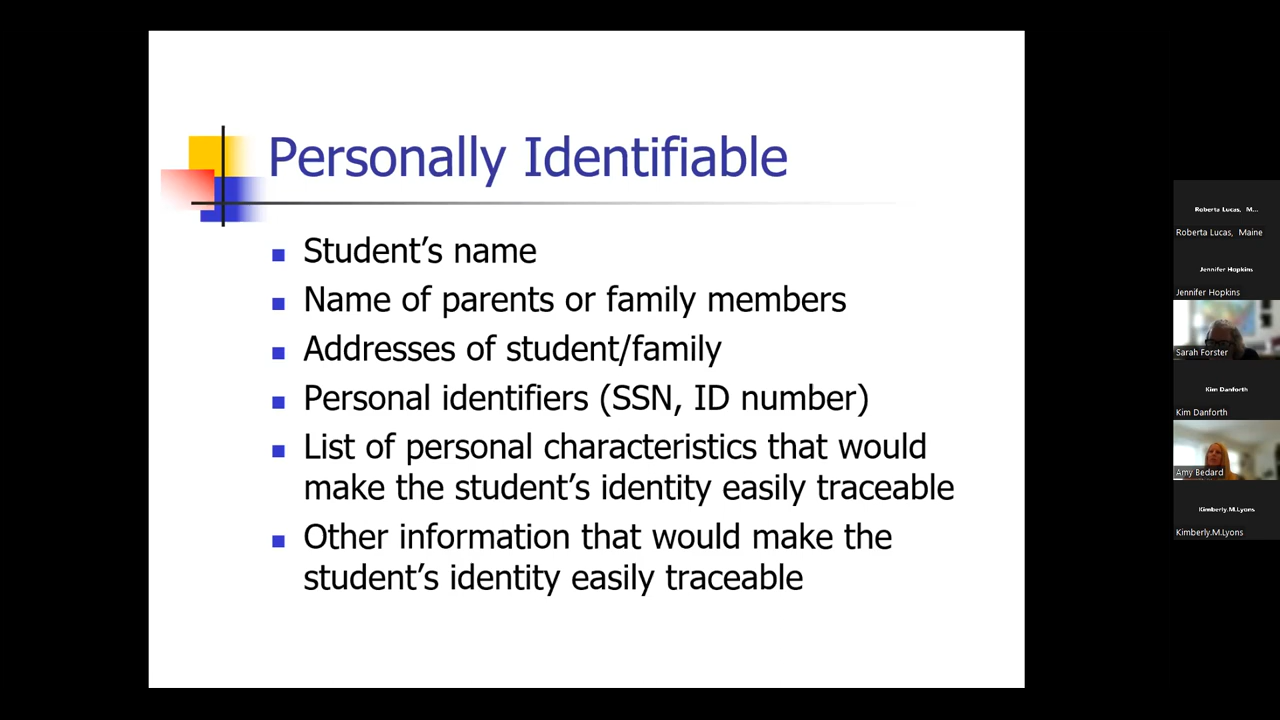 Personally Identifiable
Student’s name
Name of parents or family members
Addresses of student/family
Personal identifiers (SSN, ID number)
List of personal characteristics that would
make the student’s identity easily traceable
Other information that would make the
student’s identity easily traceable
Roberta Lucas, M...
Roberta Lucas, Maine
Jennifer Hopkins
Jennifer Hopkins
Sarah Forster
Kim Danforth
Kim Danforth
Amy Bedard
Kimberly.M.Lyons
Kimberly.M.Lyons